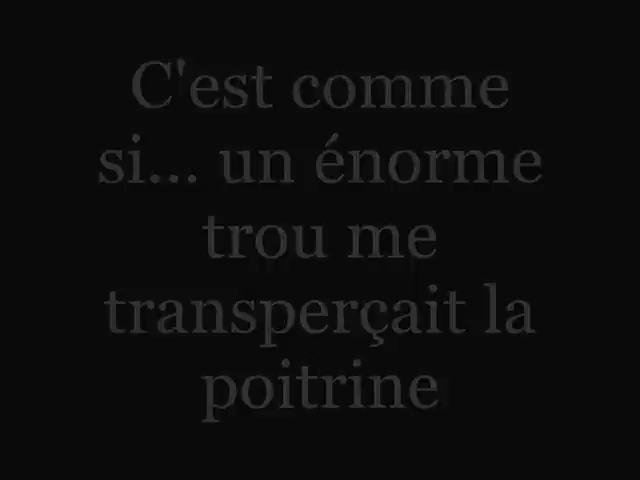 C'est comme
si... un énorme
trou me
transperçait la
poitrine